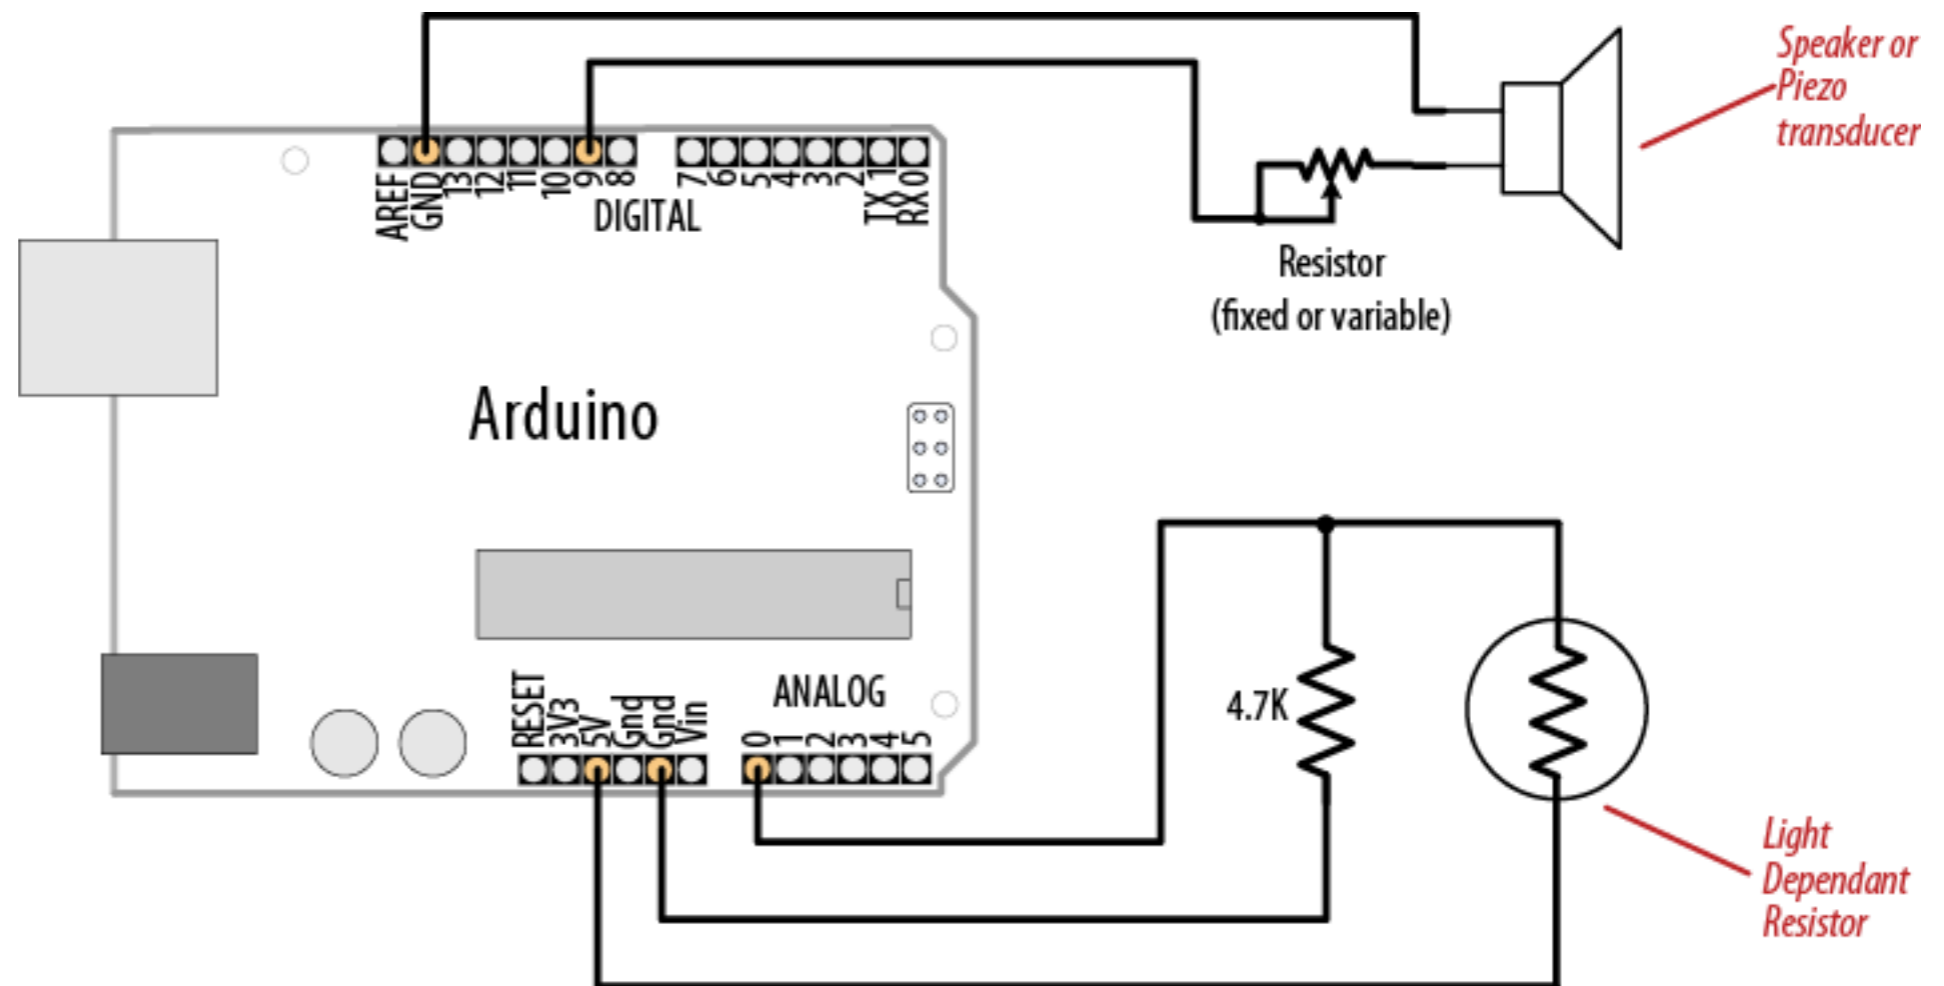 Speaker or
Piezo
transducer
AREF
GND
13
12
11
10
9
8
7
6
5
4
3
2
TX 1
RX 0
DIGITAL
Resistor
(fixed or variable)
Arduino
RESET
3V3
5V
Gnd
Gnd
Vin
ANALOG
0
1
2
3
4
5
4.7K
Light
Dependant
Resistor